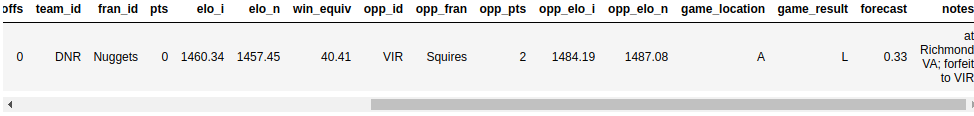 offs team_id fran_id pts elo_i elo_n win_equiv opp_id opp_fran opp_pts opp_elo_i opp_elo_n game_location game_result forecast notes
0 DNR Nuggets 0 1460.34 1457.45 40.41 VIR Squires 2 1484.19 1487.08 A L 0.33 at
Richmond
VA; forfeit
to VIR